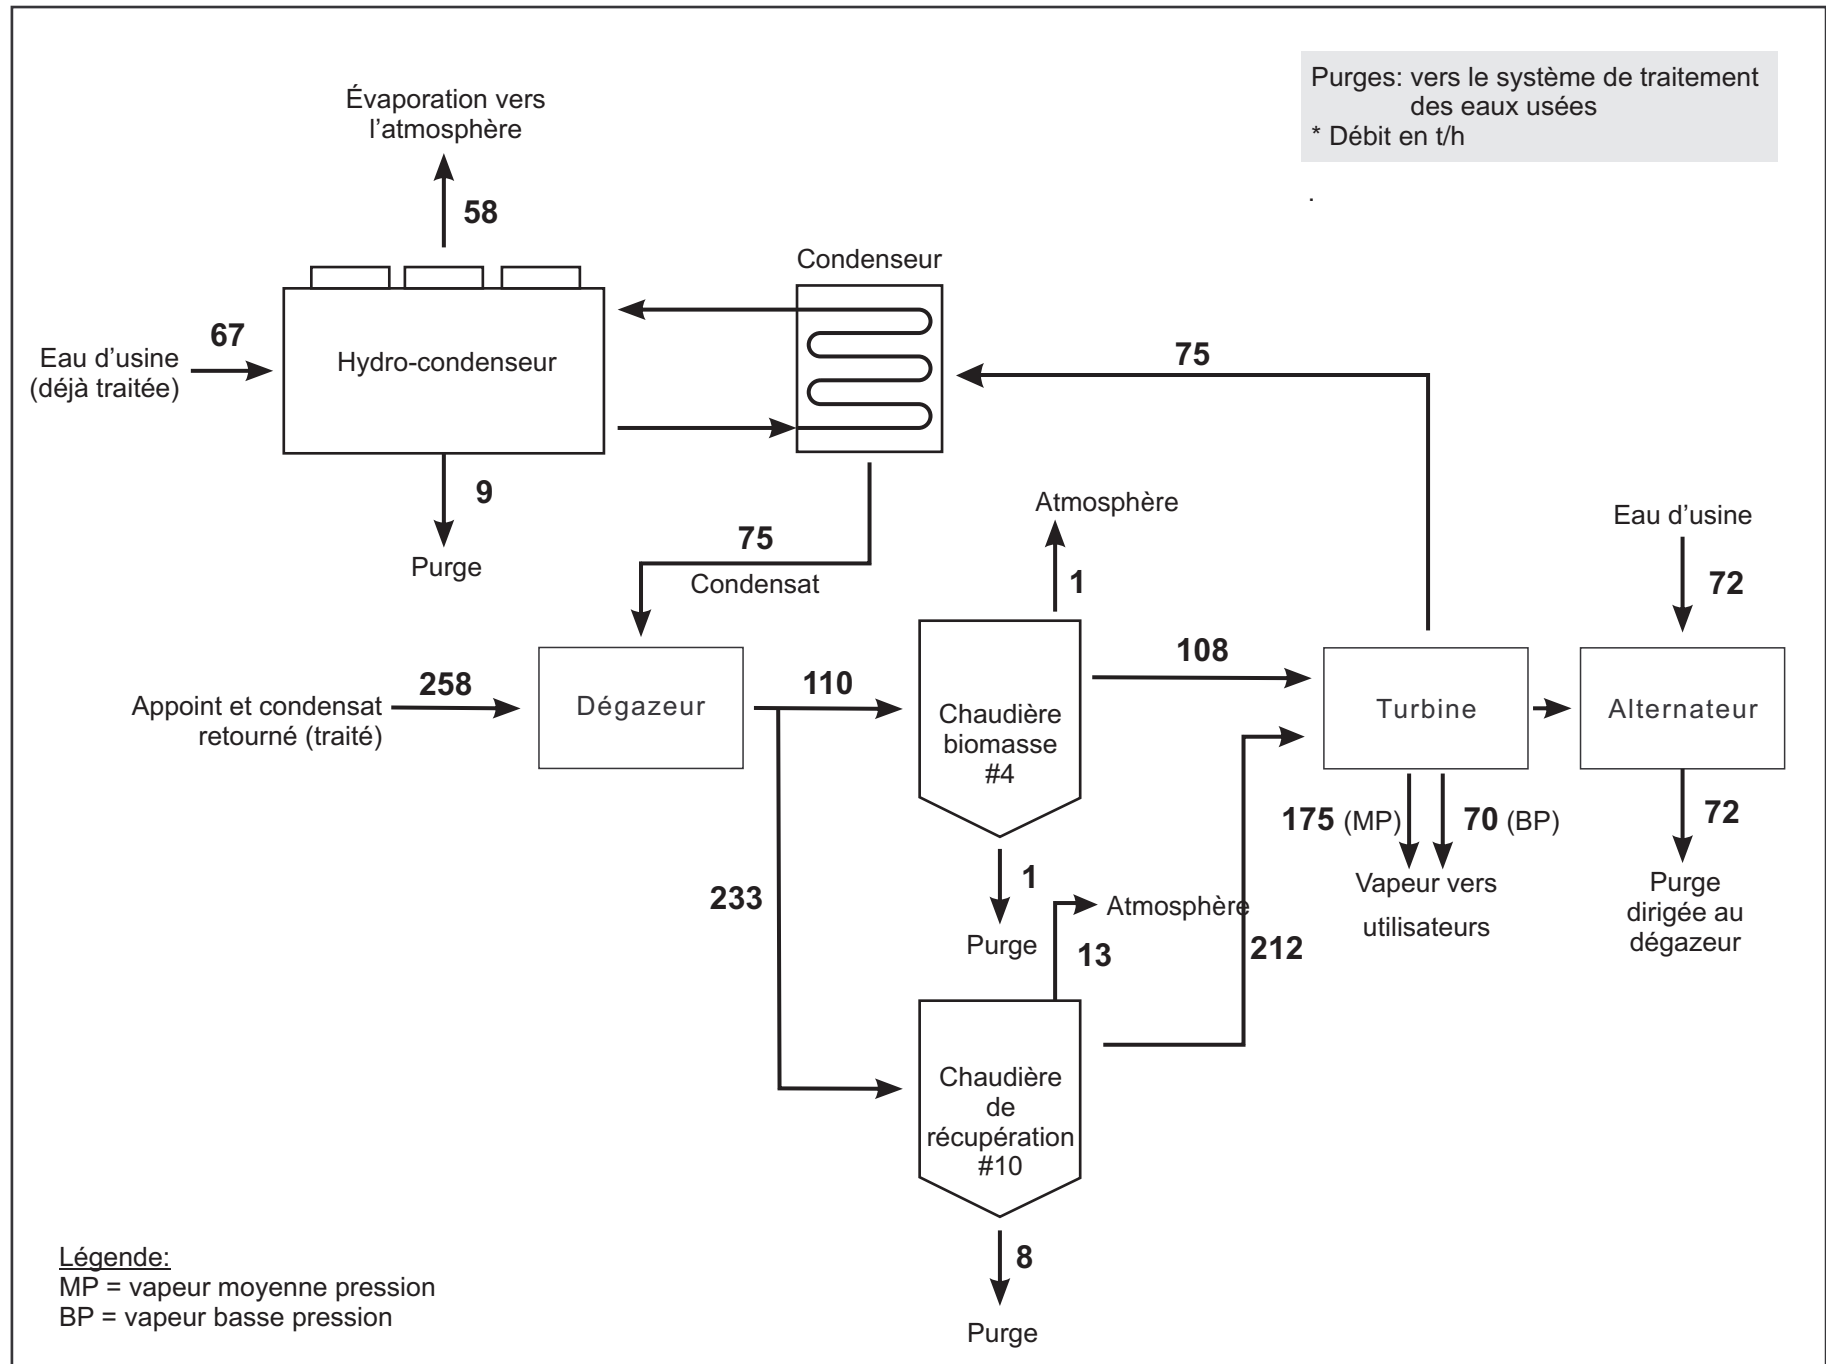 Purges: vers le système de traitement
des eaux usées
* Débit en t/h
.
Évaporation vers
l’atmosphère
58
Condenseur
67
Eau d’usine
(déjà traitée)
Hydro-condenseur
75
9
Purge
75
Condensat
Atmosphère
1
Eau d’usine
72
258
Appoint et condensat
retourné (traité)
Dégazeur
110
Chaudière
biomasse
#4
108
Turbine
Alternateur
175 (MP)
70 (BP)
72
Vapeur vers
utilisateurs
Purge
dirigée au
dégazeur
233
1
Purge
Atmosphère
13
212
Chaudière
de
récupération
#10
8
Purge
Légende:
MP = vapeur moyenne pression
BP = vapeur basse pression